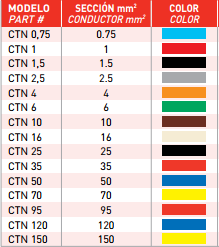 MODELO SECCIÓN mm² COLOR
PART # CONDUCTOR mm² COLOR
CTN 0,75 0.75
CTN 1 1
CTN 1,5 1.5
CTN 2,5 2.5
CTN 4 4
CTN 6 6
CTN 10 10
CTN 16 16
CTN 25 25
CTN 35 35
CTN 50 50
CTN 70 70
CTN 95 95
CTN 120 120
CTN 150 150